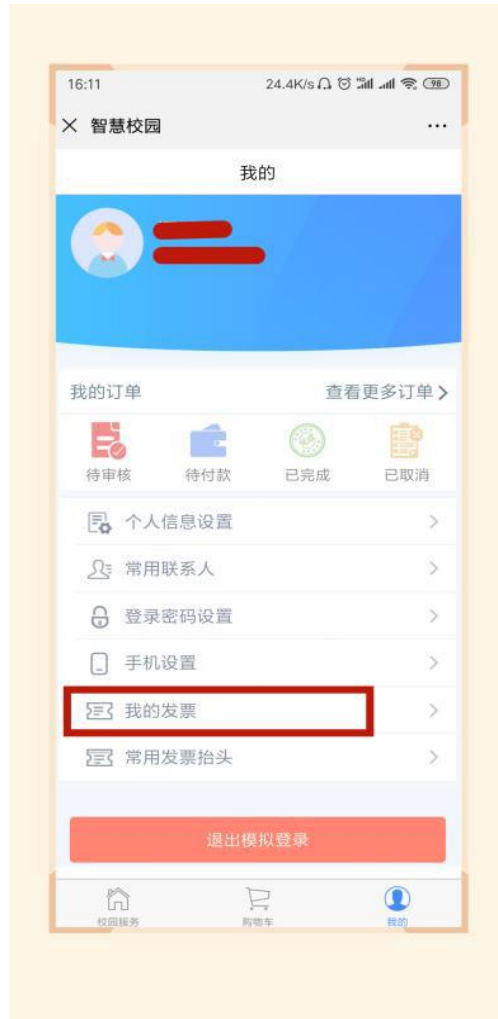 16:11 24.4K/s 98
智慧校园
我的
我的订单 查看更多订单
待审核 待付款 已完成 已取消
个人信息设置
常用联系人
登录密码设置
手机设置
我的发票
常用发票抬头
退出模拟登录
校园服务 购物车 我的